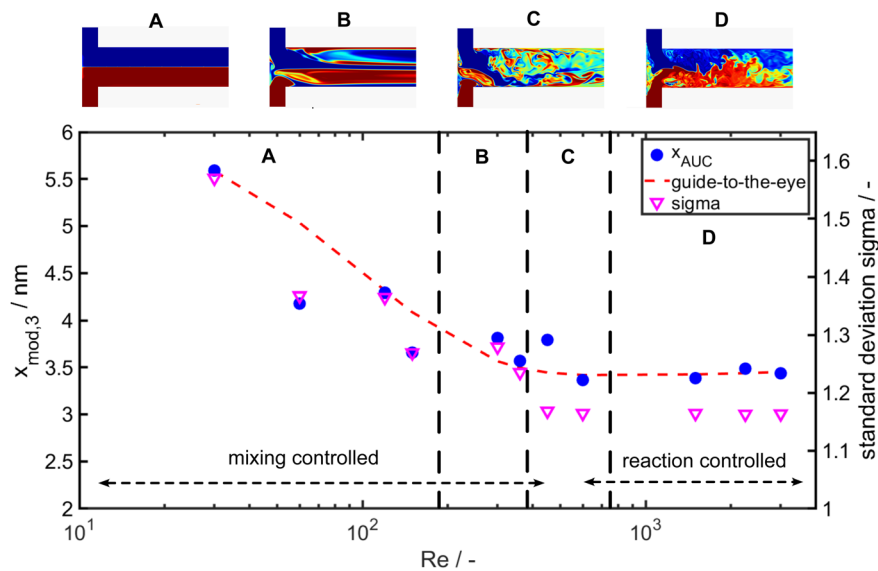 A B C D
6
5.5
5
4.5
4
3.5
3
2.5
2
x_mod,3 / nm
A B C D
x_AUC
guide-to-the-eye
sigma
mixing controlled
reaction controlled
1.6
1.5
1.4
1.3
1.2
1.1
1
standard deviation sigma / -
10^1 10^2 10^3
Re / -